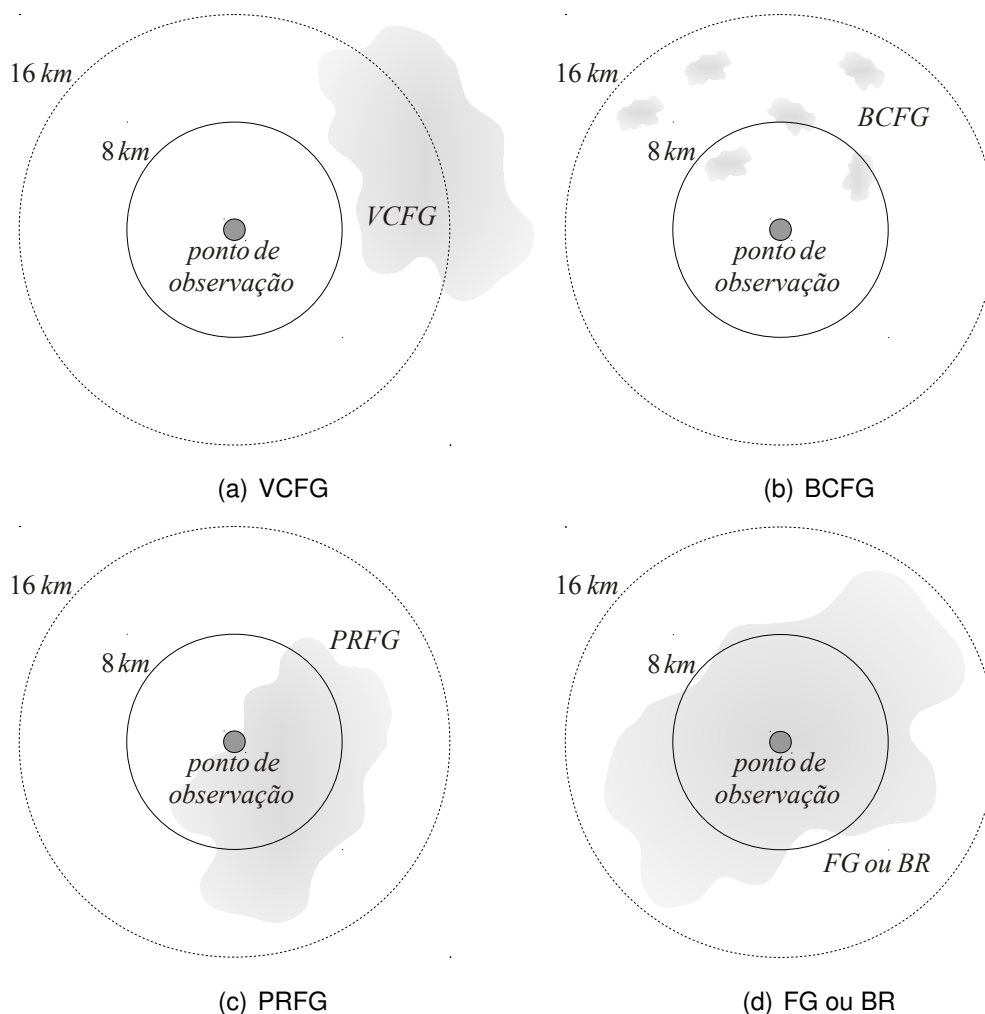 16 km
8 km
VCFG
ponto de
observação
(a) VCFG
16 km
BCFG
8 km
ponto de
observação
(b) BCFG
16 km
PRFG
8 km
ponto de
observação
(c) PRFG
16 km
8 km
ponto de
observação
FG ou BR
(d) FG ou BR